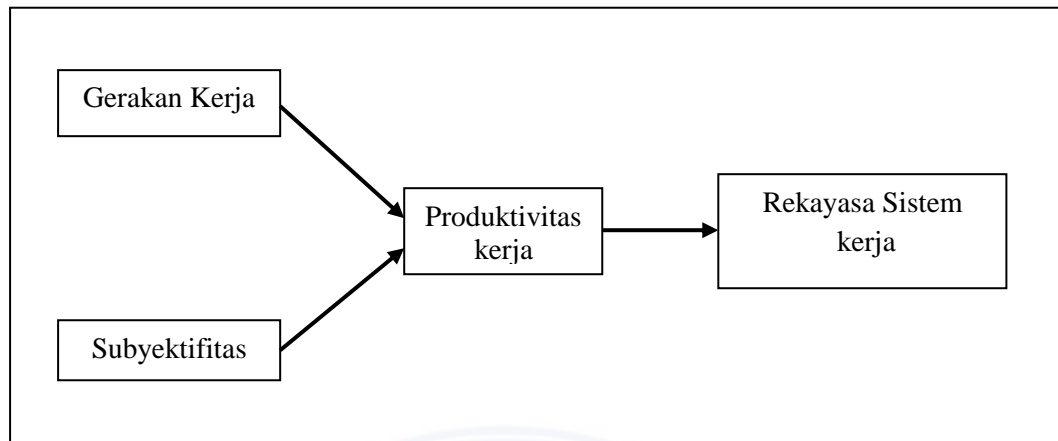 Gerakan Kerja
Produktivitas
kerja
Rekayasa Sistem
kerja
Subyektifitas